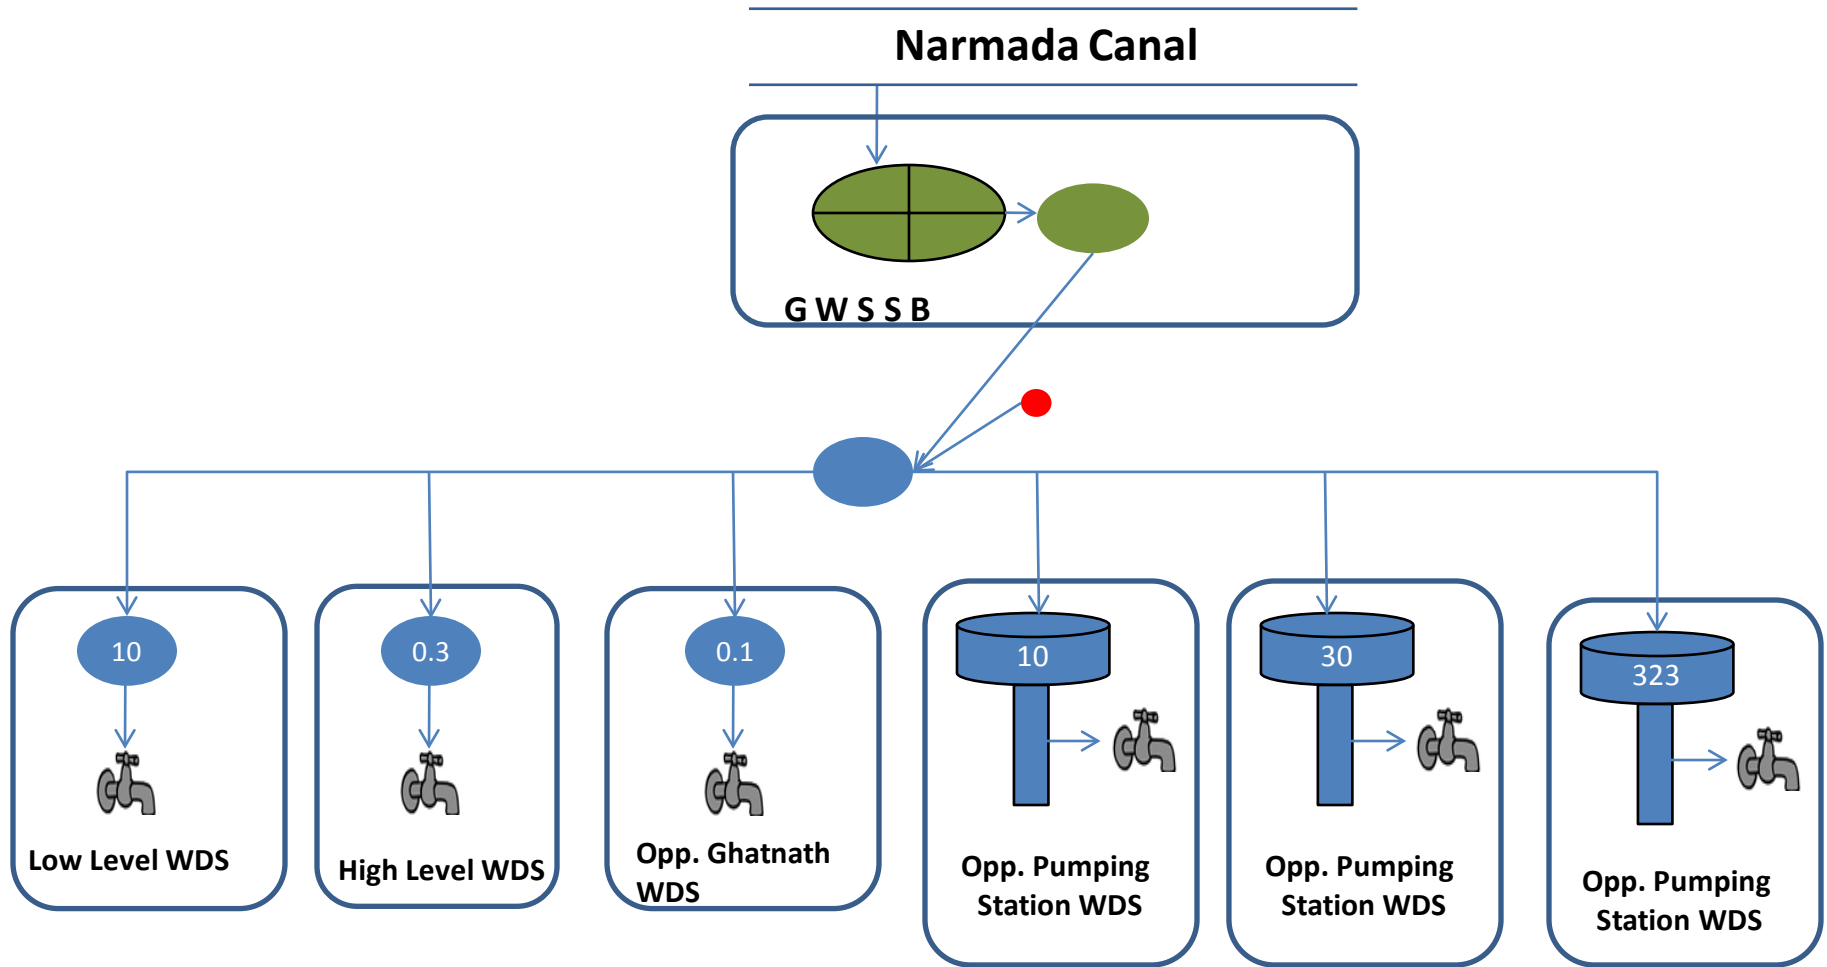 Narmada Canal
G W S S B
10
0.3
0.1
10
30
323
Low Level WDS
High Level WDS
Opp. Ghatnath
WDS
Opp. Pumping
Station WDS
Opp. Pumping
Station WDS
Opp. Pumping
Station WDS